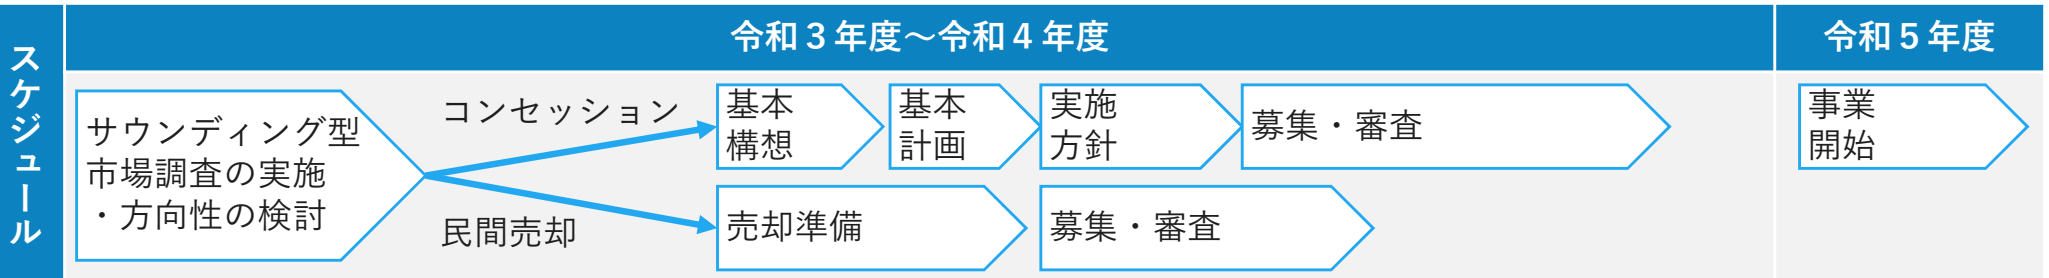 スケジュール
令和３年度～令和４年度
令和５年度
サウンディング型
市場調査の実施
・方向性の検討
コンセッション
基本
構想
基本
計画
実施
方針
募集・審査
事業
開始
民間売却
売却準備
募集・審査